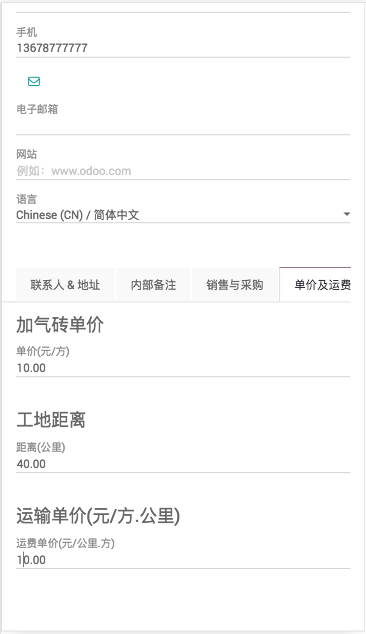 手机
13678777777
电子邮箱
网站
例如：www.odoo.com
语言
Chinese (CN) / 简体中文
联系人 & 地址 内部备注 销售与采购 单价及运费
加气砖单价
单价(元/方)
10.00
工地距离
距离(公里)
40.00
运输单价(元/方.公里)
运费单价(元/公里.方)
10.00